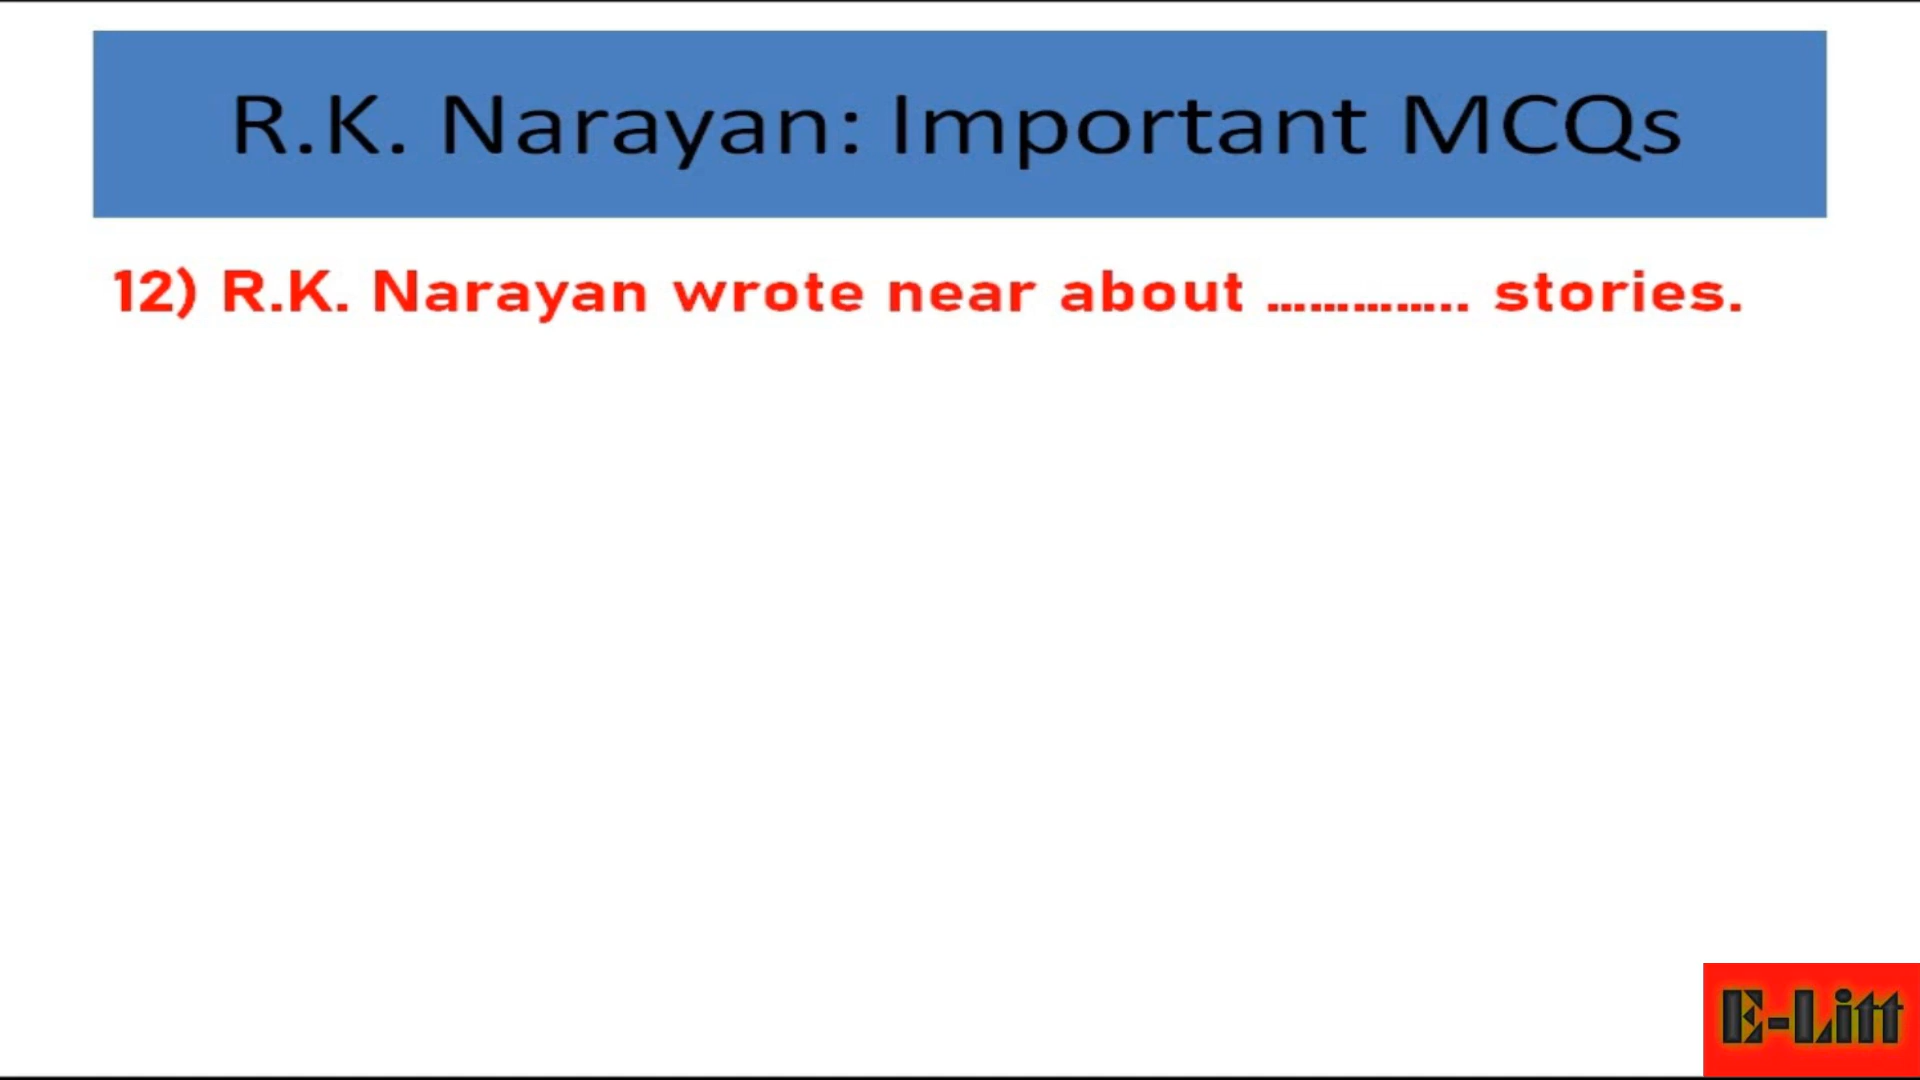 R.K. Narayan: Important MCQs
12) R.K. Narayan wrote near about ………….. stories.
E-Litt